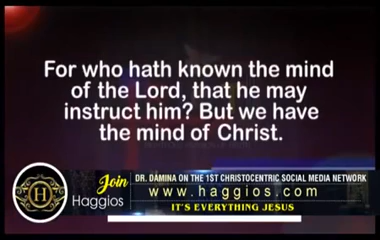 For who hath known the mind
of the Lord, that he may
instruct him? But we have
the mind of Christ.
H
Join
Haggios
DR. DAMINA ON THE 1ST CHRISTOCENTRIC SOCIAL MEDIA NETWORK
www.haggios.com
IT'S EVERYTHING JESUS